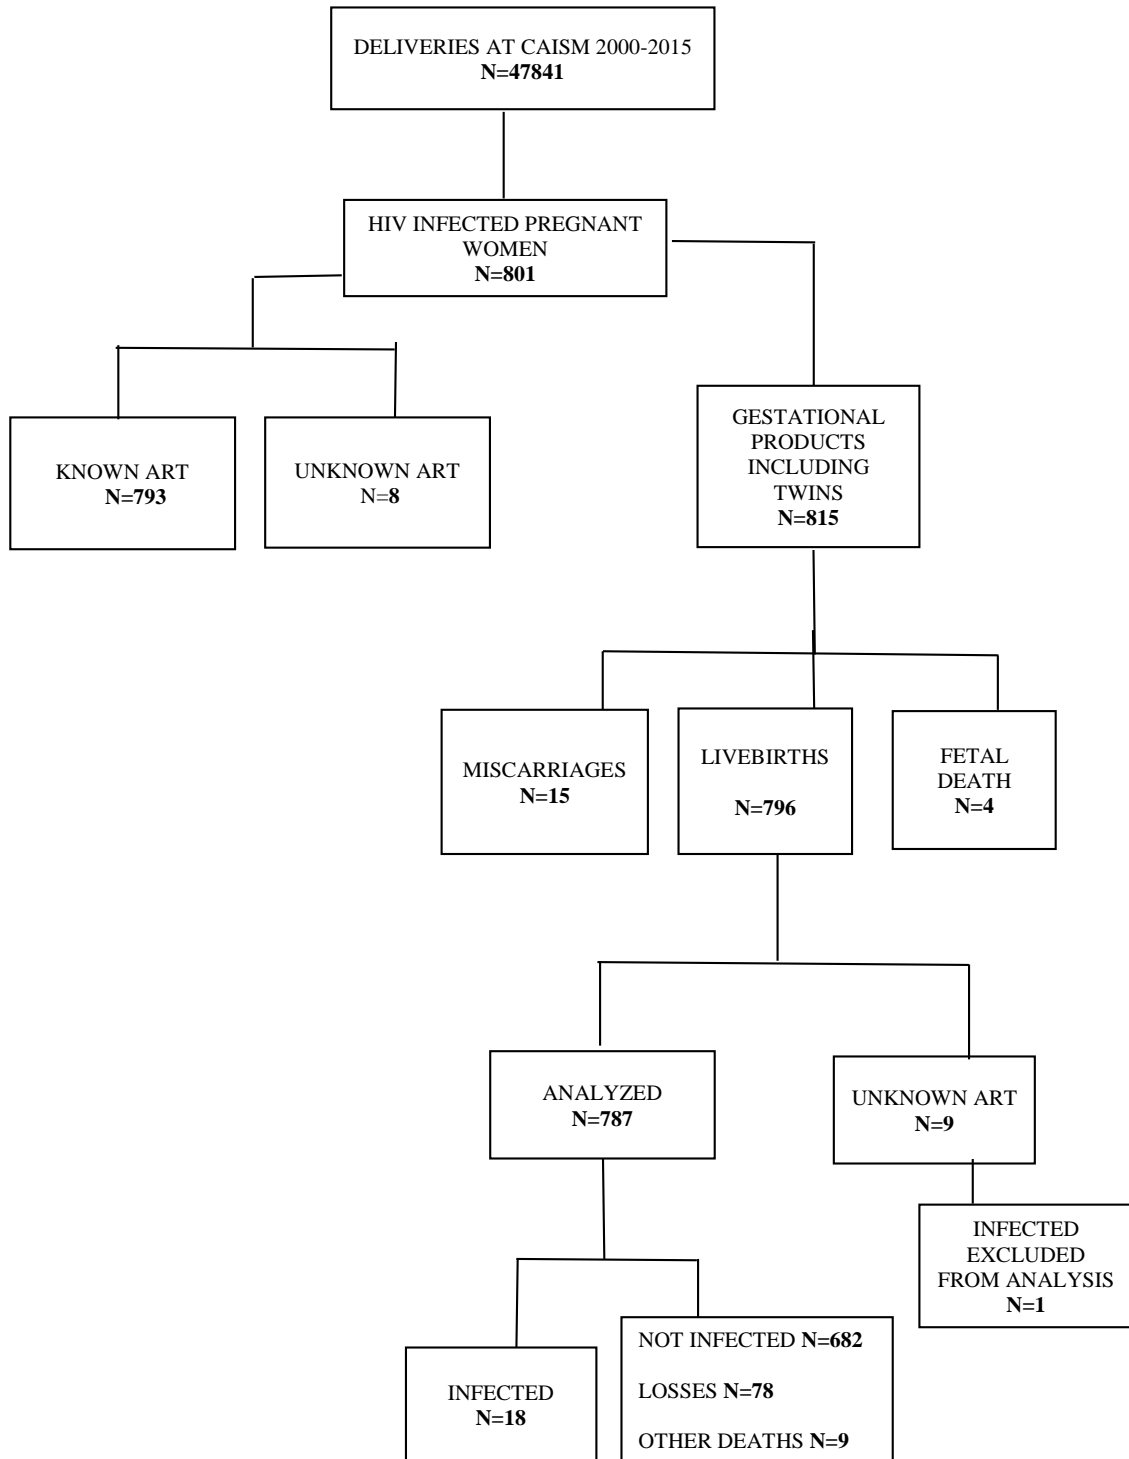 DELIVERIES AT CAISM 2000-2015
N=47841
HIV INFECTED PREGNANT
WOMEN
N=801
KNOWN ART
N=793
UNKNOWN ART
N=8
GESTATIONAL
PRODUCTS
INCLUDING
TWINS
N=815
MISCARRIAGES
N=15
LIVEBIRTHS
N=796
FETAL
DEATH
N=4
ANALYZED
N=787
UNKNOWN ART
N=9
INFECTED
EXCLUDED
FROM ANALYSIS
N=1
INFECTED
N=18
NOT INFECTED N=682
LOSSES N=78
OTHER DEATHS N=9